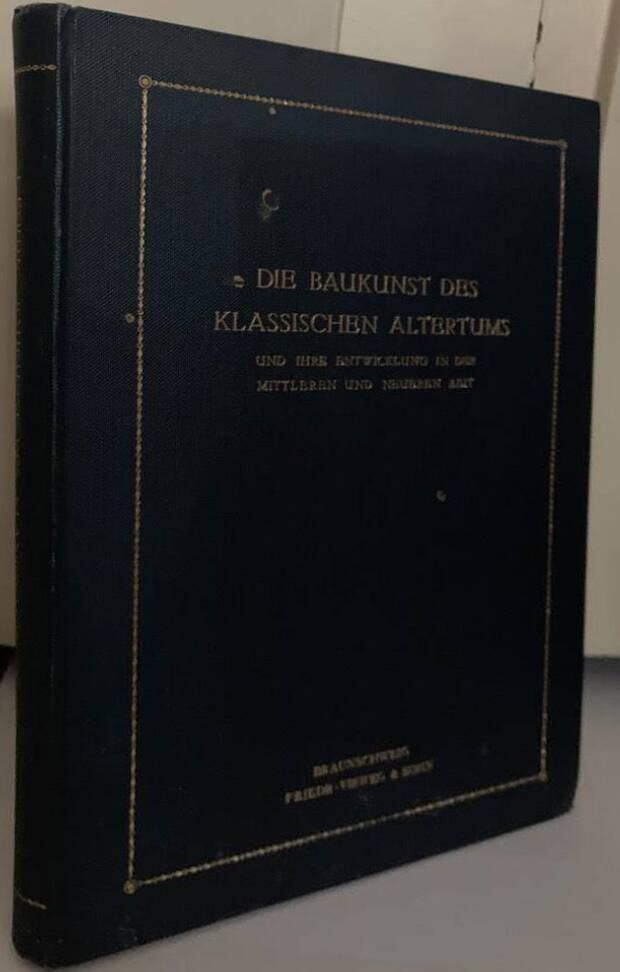 DIE BAUKUNST DES
KLASSISCHEN ALTERTUMS
UND IHRE ENTWICKLUNG IN DER
MITTLEREN UND NEUEREN ZEIT
BRAUNSCHWEIG
FRIEDR · VIEWEG & SOHN